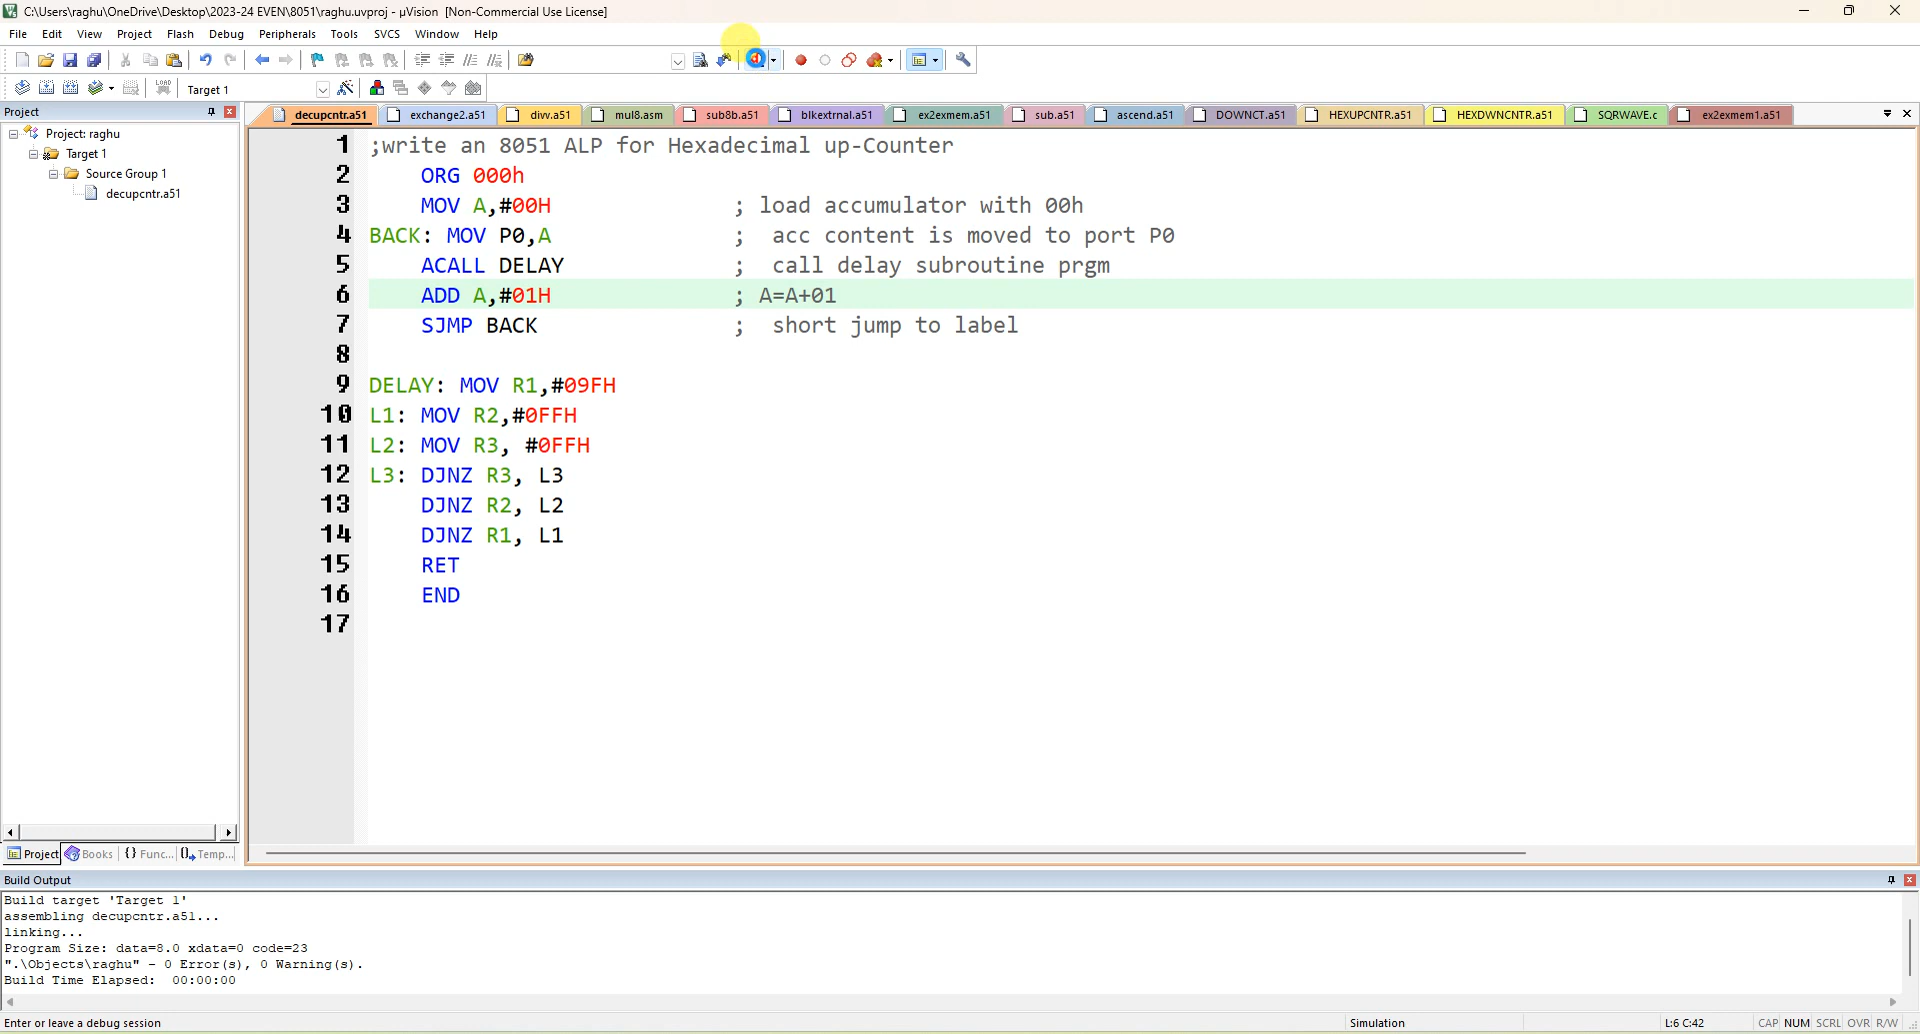 C:\Users\raghu\OneDrive\Desktop\2023-24 EVEN\8051\raghu.uvproj - µVision [Non-Commercial Use License]
File Edit View Project Flash Debug Peripherals Tools SVCS Window Help
LOAD Target 1
Project
Project: raghu
Target 1
Source Group 1
decupcntr.a51
decupcntr.a51 exchange2.a51 divv.a51 mul8.asm sub8b.a51 blkextrnal.a51 ex2exmem.a51 sub.a51 ascend.a51 DOWNCT.a51 HEXUPCNTR.a51 HEXDWNCNTR.a51 SQRWAVE.c ex2exmem1.a51
1 ;write an 8051 ALP for Hexadecimal up-Counter
2 ORG 000h
3 MOV A,#00H ; load accumulator with 00h
4 BACK: MOV P0,A ; acc content is moved to port P0
5 ACALL DELAY ; call delay subroutine prgm
6 ADD A,#01H ; A=A+01
7 SJMP BACK ; short jump to label
8
9 DELAY: MOV R1,#09FH
10 L1: MOV R2,#0FFH
11 L2: MOV R3, #0FFH
12 L3: DJNZ R3, L3
13 DJNZ R2, L2
14 DJNZ R1, L1
15 RET
16 END
17
Project Books {} Func... Temp...
Build Output
Build target 'Target 1'
assembling decupcntr.a51...
linking...
Program Size: data=8.0 xdata=0 code=23
".\Objects\raghu" - 0 Error(s), 0 Warning(s).
Build Time Elapsed: 00:00:00
Enter or leave a debug session Simulation L:6 C:42 CAP NUM SCRL OVR R/W